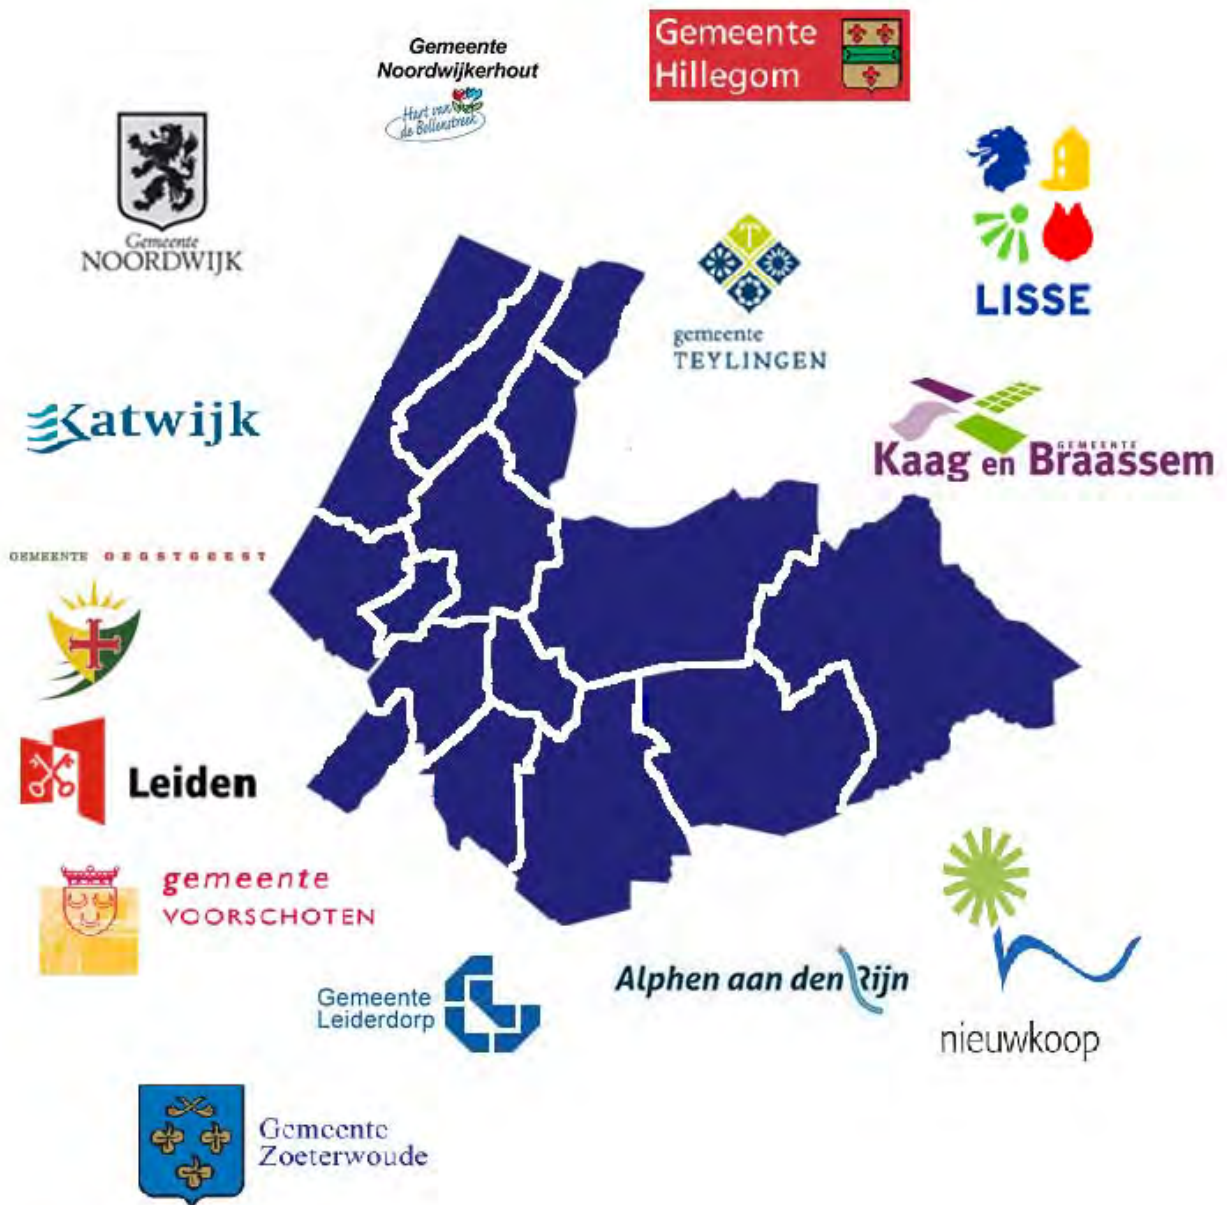 Gemeente
Noordwijkerhout
Hart van
de Bollenstreek
Gemeente
Hillegom
Gemeente
NOORDWIJK
LISSE
gemeente
TEYLINGEN
Katwijk
GEMEENTE
Kaag en Braassem
GEMEENTE OEGSTGEEST
Leiden
gemeente
VOORSCHOTEN
Gemeente
Leiderdorp
Alphen aan den Rijn
nieuwkoop
Gemeente
Zoeterwoude